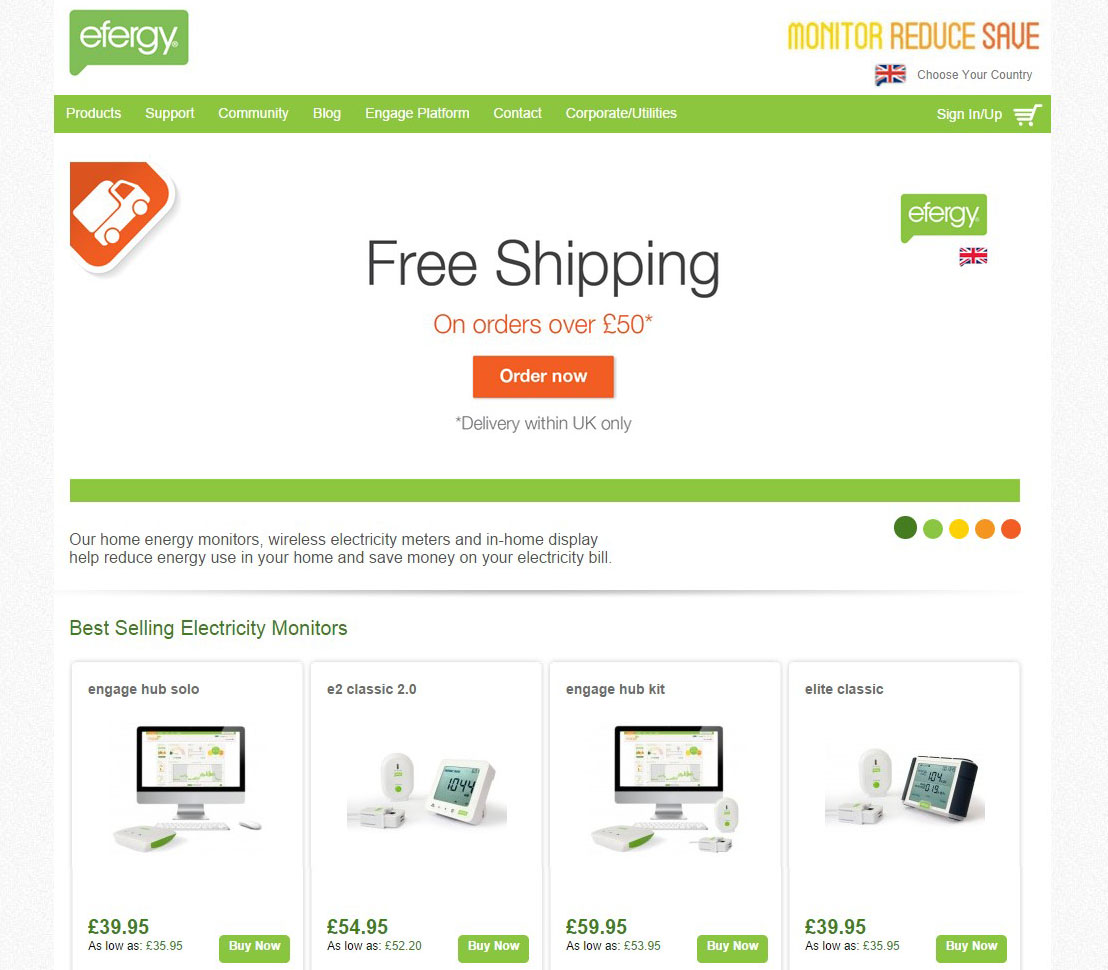 efergy®
MONITOR REDUCE SAVE
Choose Your Country
Products Support Community Blog Engage Platform Contact Corporate/Utilities Sign In/Up
efergy
Free Shipping
On orders over £50*
Order now
*Delivery within UK only
Our home energy monitors, wireless electricity meters and in-home display
help reduce energy use in your home and save money on your electricity bill.
Best Selling Electricity Monitors
engage hub solo
£39.95
As low as: £35.95
Buy Now
e2 classic 2.0
1044
£54.95
As low as: £52.20
Buy Now
engage hub kit
£59.95
As low as: £53.95
Buy Now
elite classic
£39.95
As low as: £35.95
Buy Now